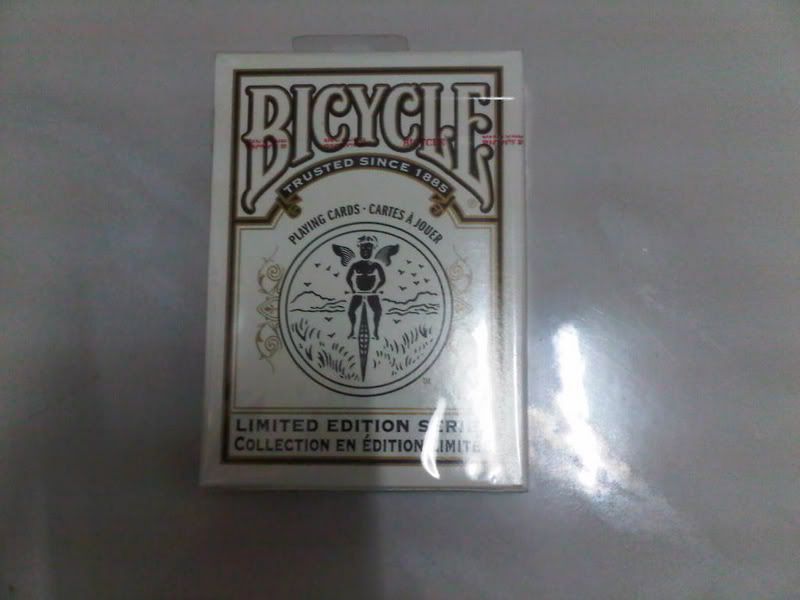 BICYCLE
®
TRUSTED SINCE 1885
PLAYING CARDS · CARTES À JOUER
LIMITED EDITION
COLLECTION EN ÉDITION